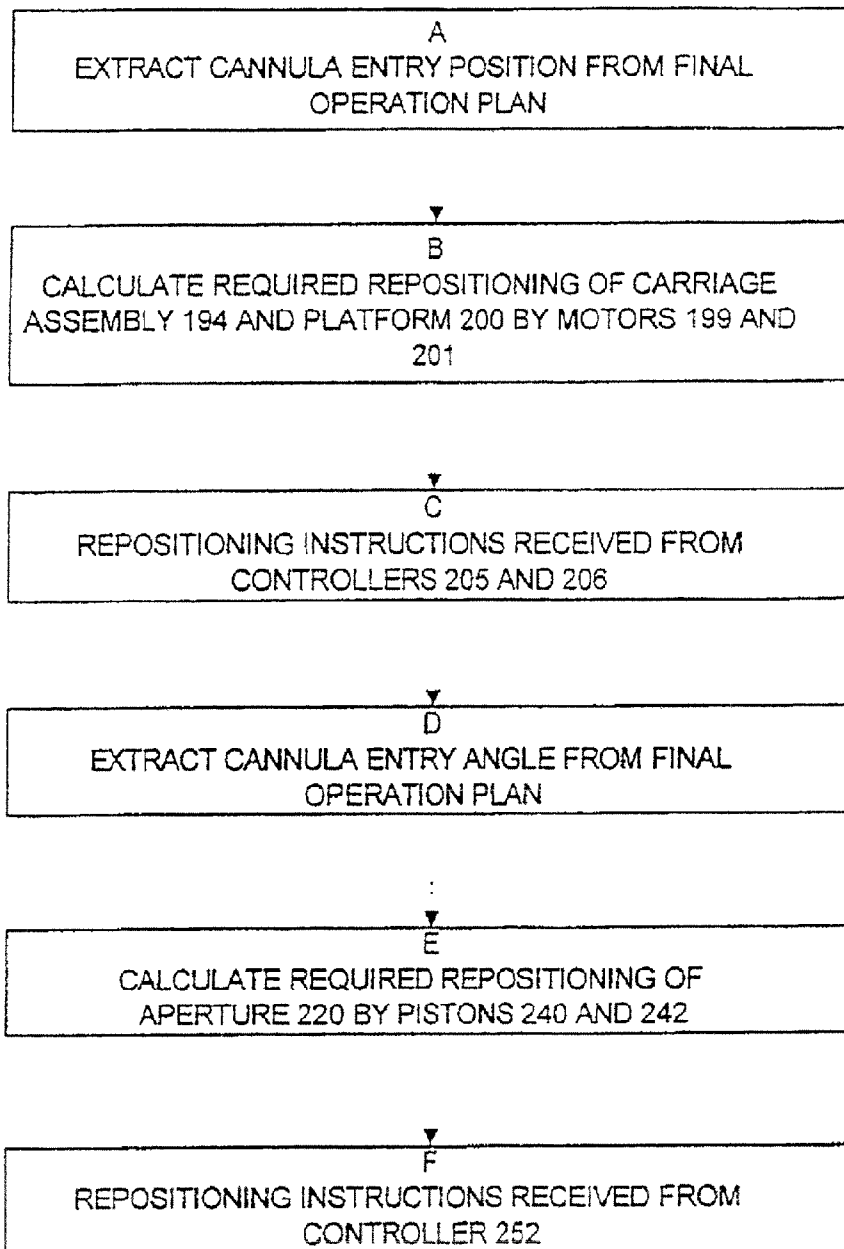 A
EXTRACT CANNULA ENTRY POSITION FROM FINAL
OPERATION PLAN
B
CALCULATE REQUIRED REPOSITIONING OF CARRIAGE
ASSEMBLY 194 AND PLATFORM 200 BY MOTORS 199 AND
201
C
REPOSITIONING INSTRUCTIONS RECEIVED FROM
CONTROLLERS 205 AND 206
D
EXTRACT CANNULA ENTRY ANGLE FROM FINAL
OPERATION PLAN
E
CALCULATE REQUIRED REPOSITIONING OF
APERTURE 220 BY PISTONS 240 AND 242
F
REPOSITIONING INSTRUCTIONS RECEIVED FROM
CONTROLLER 252